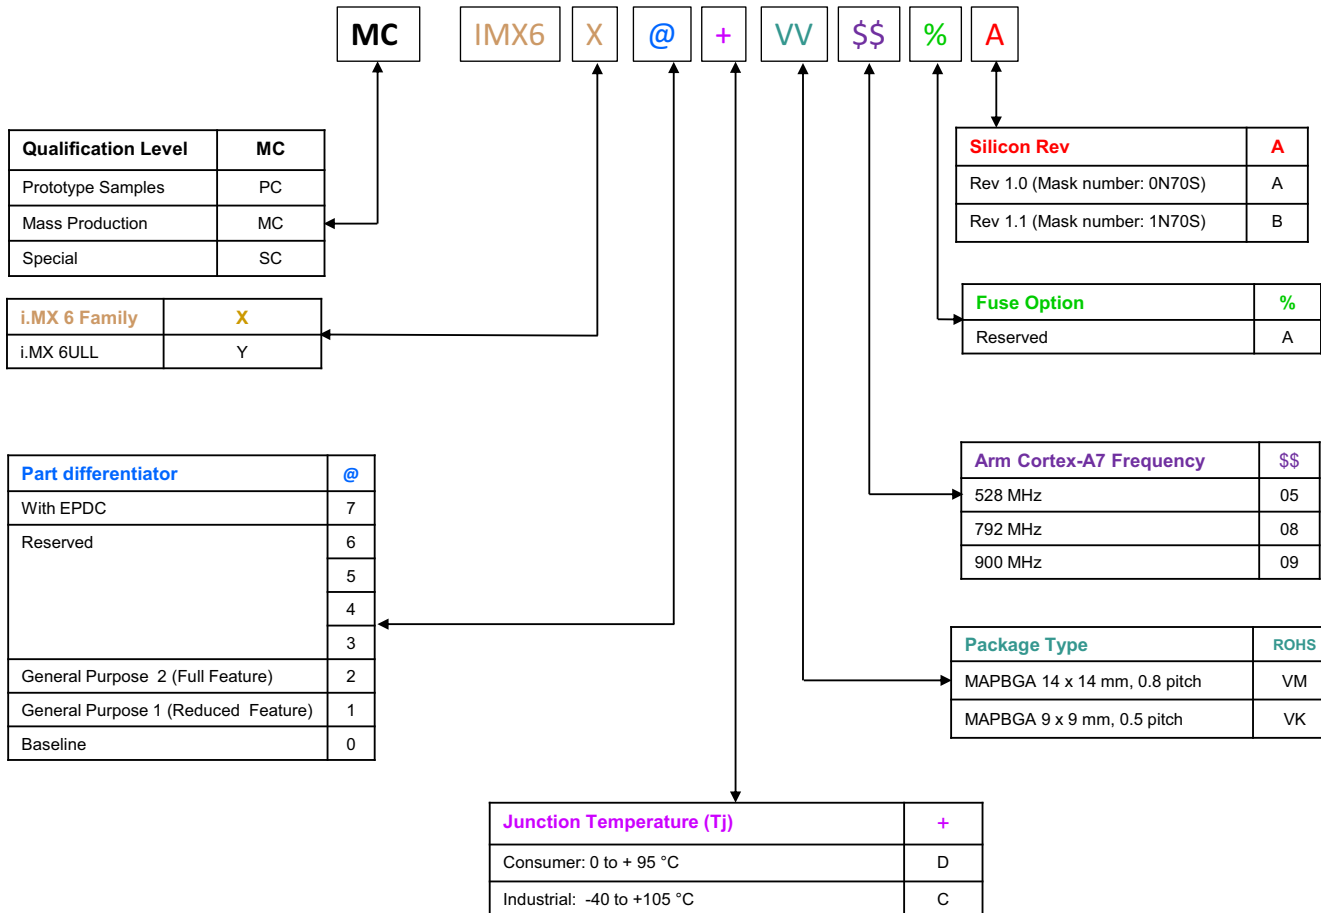 MC IMX6 X @ + VV $$ % A
Qualification Level MC
Prototype Samples PC
Mass Production MC
Special SC
Silicon Rev A
Rev 1.0 (Mask number: 0N70S) A
Rev 1.1 (Mask number: 1N70S) B
i.MX 6 Family X
i.MX 6ULL Y
Fuse Option %
Reserved A
Part differentiator @
With EPDC 7
Reserved 6
5
4
3
General Purpose 2 (Full Feature) 2
General Purpose 1 (Reduced Feature) 1
Baseline 0
Arm Cortex-A7 Frequency $$
528 MHz 05
792 MHz 08
900 MHz 09
Package Type ROHS
MAPBGA 14 x 14 mm, 0.8 pitch VM
MAPBGA 9 x 9 mm, 0.5 pitch VK
Junction Temperature (Tj) +
Consumer: 0 to + 95 °C D
Industrial: -40 to +105 °C C